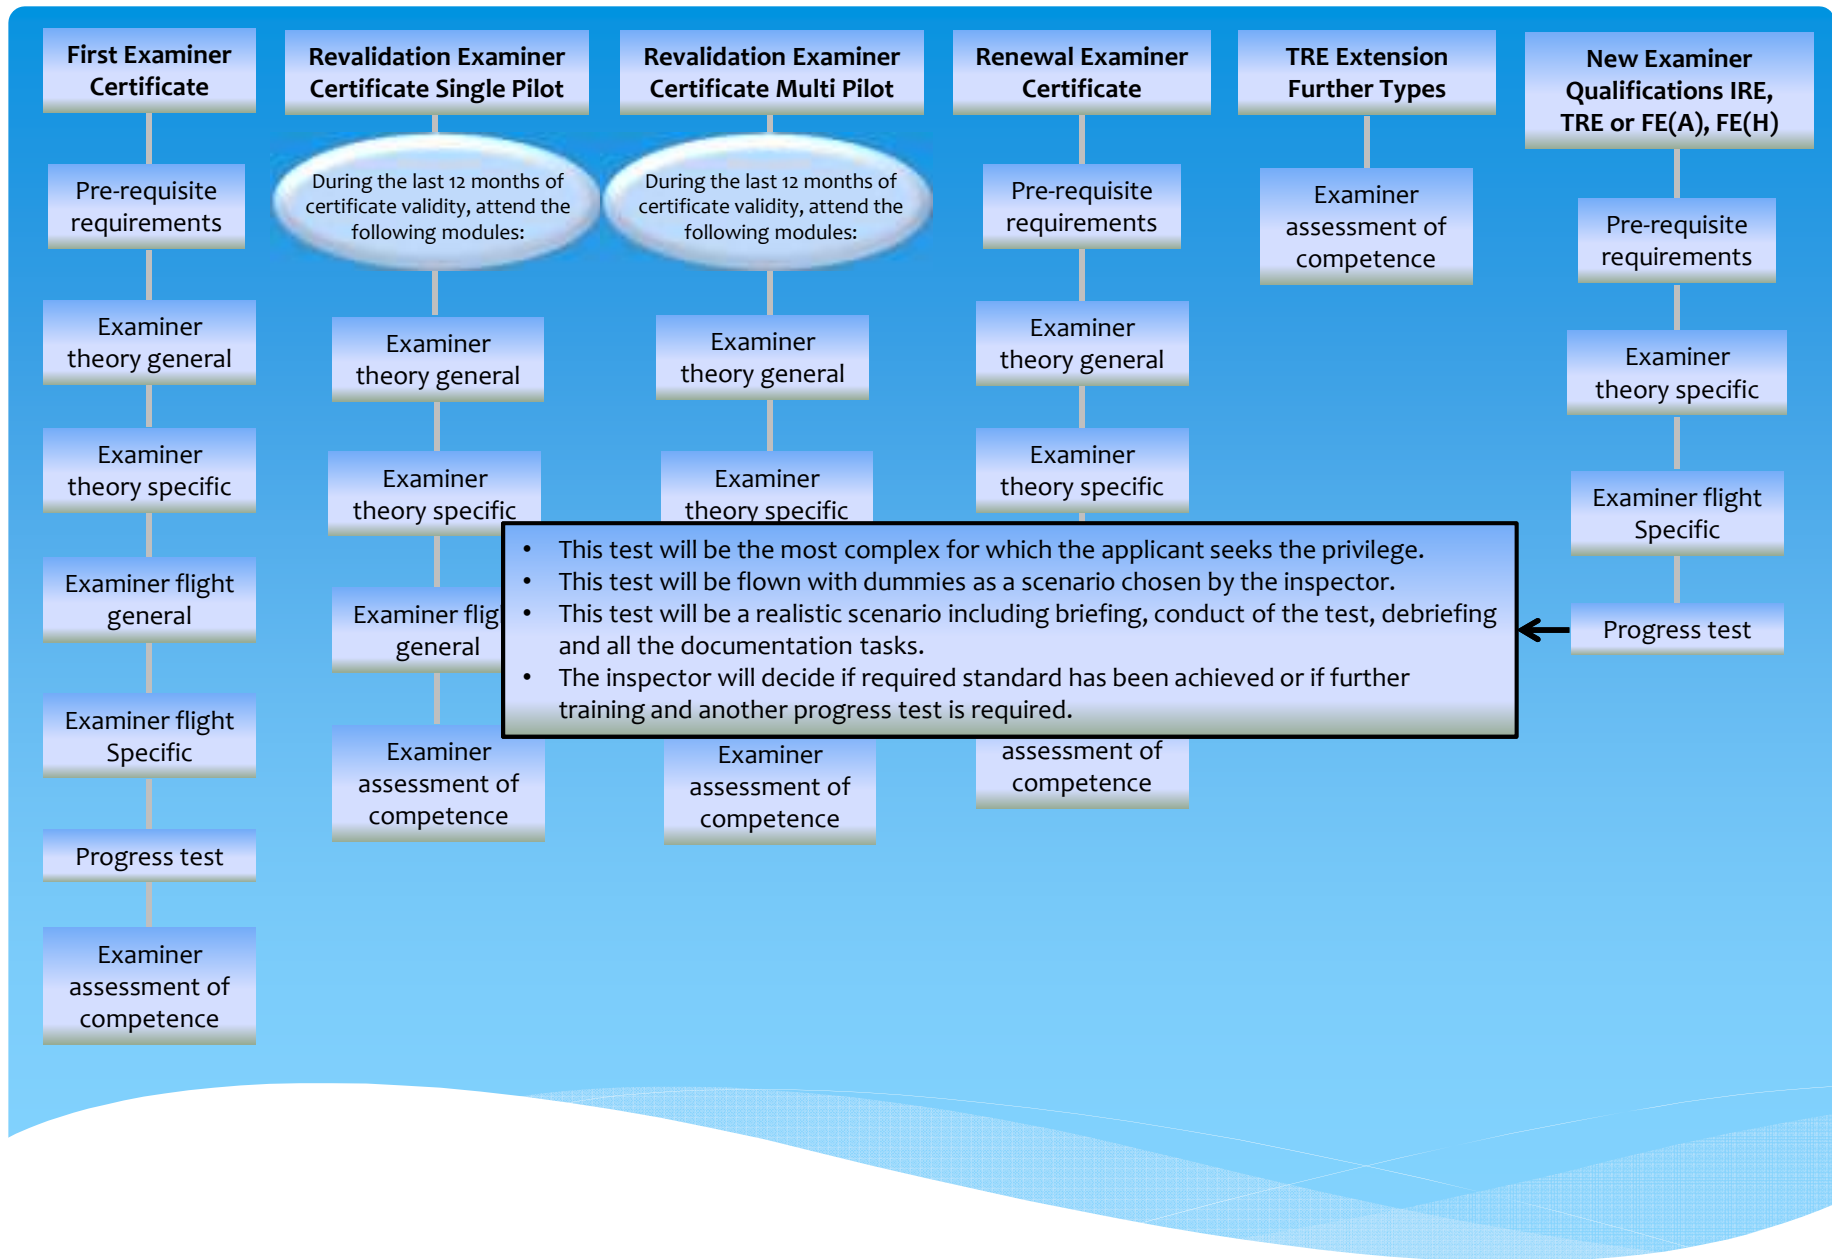 First Examiner
Certificate
Pre-requisite
requirements
Examiner
theory general
Examiner
theory specific
Examiner flight
general
Examiner flight
Specific
Progress test
Examiner
assessment of
competence
Revalidation Examiner
Certificate Single Pilot
During the last 12 months of
certificate validity, attend the
following modules:
Examiner
theory general
Examiner
theory specific
Examiner flig
general
Examiner
assessment of
competence
Revalidation Examiner
Certificate Multi Pilot
During the last 12 months of
certificate validity, attend the
following modules:
Examiner
theory general
Examiner
theory specific
Examiner
assessment of
competence
Renewal Examiner
Certificate
Pre-requisite
requirements
Examiner
theory general
Examiner
theory specific
assessment of
competence
TRE Extension
Further Types
Examiner
assessment of
competence
New Examiner
Qualifications IRE,
TRE or FE(A), FE(H)
Pre-requisite
requirements
Examiner
theory specific
Examiner flight
Specific
Progress test
• This test will be the most complex for which the applicant seeks the privilege.
• This test will be flown with dummies as a scenario chosen by the inspector.
• This test will be a realistic scenario including briefing, conduct of the test, debriefing
and all the documentation tasks.
• The inspector will decide if required standard has been achieved or if further
training and another progress test is required.